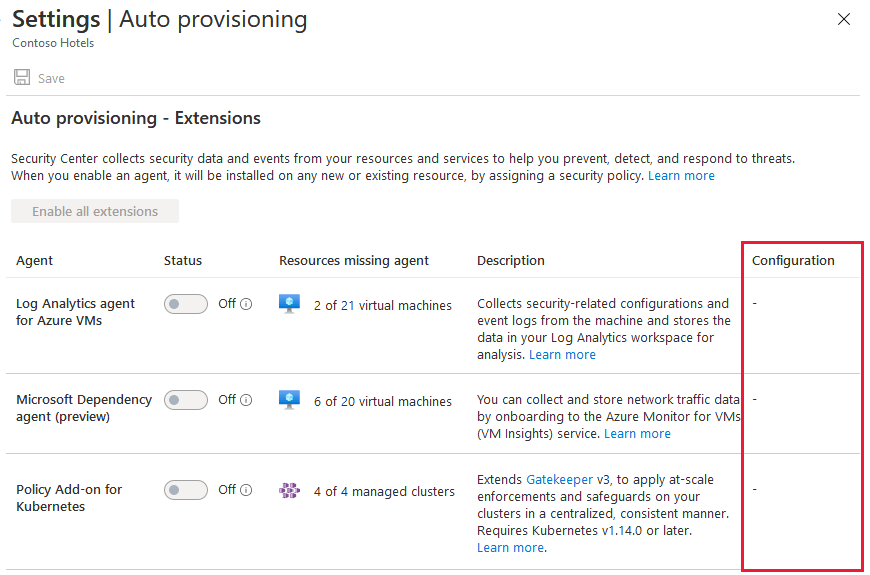 Settings | Auto provisioning
Contoso Hotels
Save
Auto provisioning - Extensions
Security Center collects security data and events from your resources and services to help you prevent, detect, and respond to threats.
When you enable an agent, it will be installed on any new or existing resource, by assigning a security policy. Learn more
Enable all extensions
Agent Status Resources missing agent Description Configuration
Log Analytics agent
for Azure VMs
Off
2 of 21 virtual machines
Collects security-related configurations and
event logs from the machine and stores the
data in your Log Analytics workspace for
analysis. Learn more
-
Microsoft Dependency
agent (preview)
Off
6 of 20 virtual machines
You can collect and store network traffic data
by onboarding to the Azure Monitor for VMs
(VM Insights) service. Learn more
-
Policy Add-on for
Kubernetes
Off
4 of 4 managed clusters
Extends Gatekeeper v3, to apply at-scale
enforcements and safeguards on your
clusters in a centralized, consistent manner.
Requires Kubernetes v1.14.0 or later.
Learn more.
-